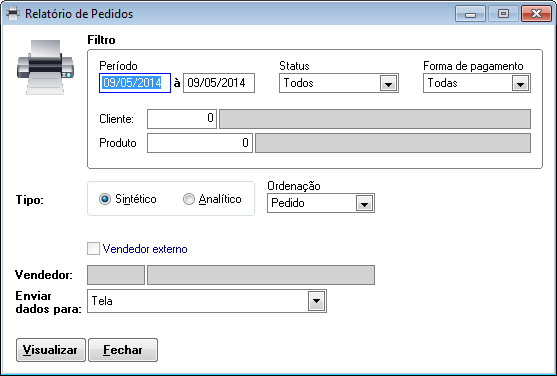 Relatório de Pedidos
Filtro
Período Status Forma de pagamento
09/05/2014 à 09/05/2014 Todos Todas
Cliente: 0
Produto 0
Ordenação
Tipo: Sintético Analítico Pedido
Vendedor externo
Vendedor:
Enviar
dados para: Tela
Visualizar Fechar